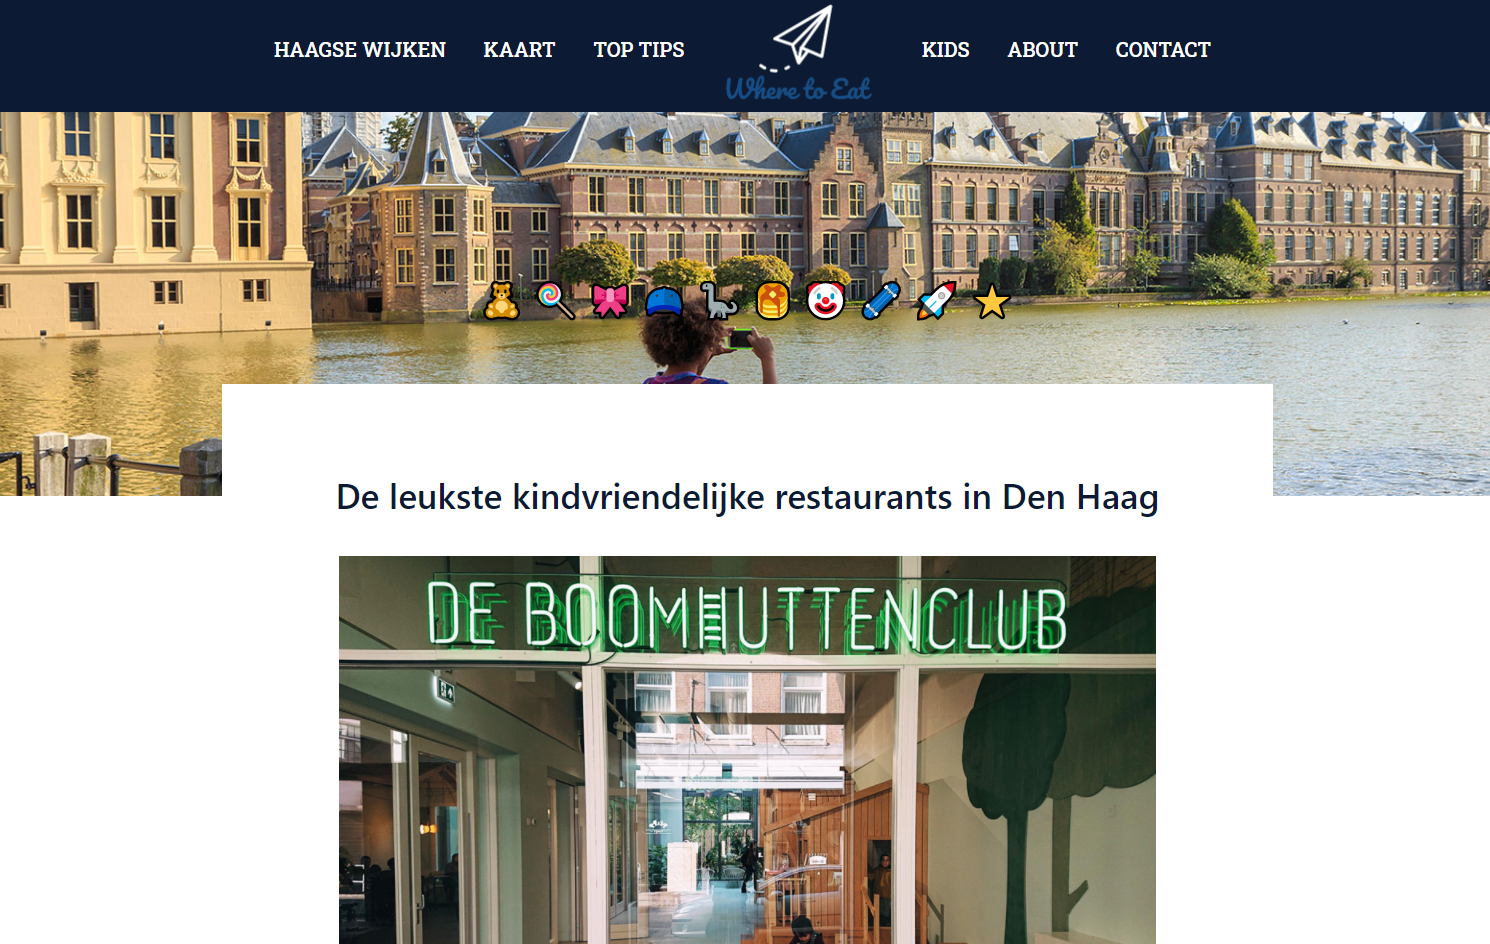 HAAGSE WIJKEN
KAART
TOP TIPS
Where to Eat
KIDS
ABOUT
CONTACT
De leukste kindvriendelijke restaurants in Den Haag
DE BOOMHUTTENCLUB